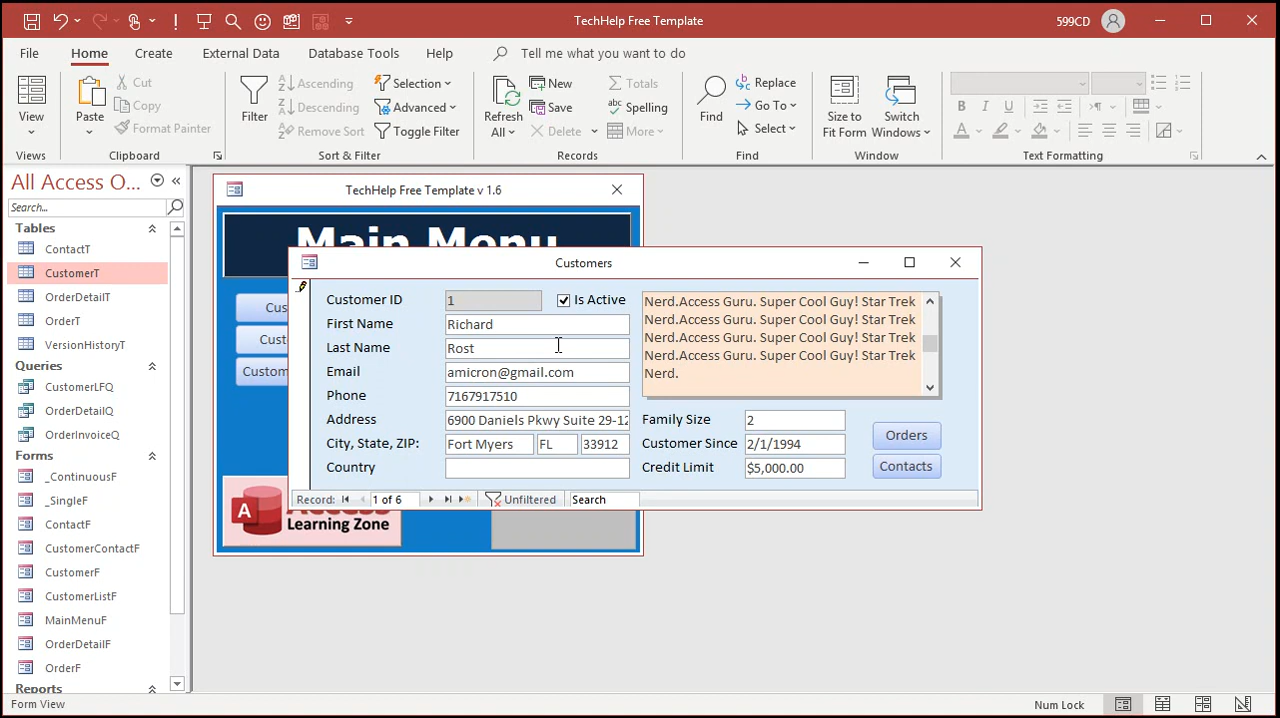 TechHelp Free Template
599CD
File
Home
Create
External Data
Database Tools
Help
Tell me what you want to do
View
Views
Paste
Cut
Copy
Format Painter
Clipboard
Filter
Ascending
Descending
Remove Sort
Selection
Advanced
Toggle Filter
Sort & Filter
Refresh
All
New
Save
Delete
Totals
Spelling
More
Records
Find
Replace
Go To
Select
Find
Size to
Fit Form
Switch
Windows
Window
Text Formatting
All Access O...
Search...
Tables
ContactT
CustomerT
OrderDetailT
OrderT
VersionHistoryT
Queries
CustomerLFQ
OrderDetailQ
OrderInvoiceQ
Forms
_ContinuousF
_SingleF
ContactF
CustomerContactF
CustomerF
CustomerListF
MainMenuF
OrderDetailF
OrderF
Reports
TechHelp Free Template v 1.6
Main Menu
Cus
Cust
Custom
A
Access
Learning Zone
Customers
Customer ID 1 Is Active
First Name Richard
Last Name Rost
Email amicron@gmail.com
Phone 7167917510
Address 6900 Daniels Pkwy Suite 29-12
City, State, ZIP: Fort Myers FL 33912
Country
Nerd.Access Guru. Super Cool Guy! Star Trek
Nerd.Access Guru. Super Cool Guy! Star Trek
Nerd.Access Guru. Super Cool Guy! Star Trek
Nerd.Access Guru. Super Cool Guy! Star Trek
Nerd.
Family Size 2
Customer Since 2/1/1994
Credit Limit $5,000.00
Orders
Contacts
Record: 1 of 6 Unfiltered Search
Form View
Num Lock